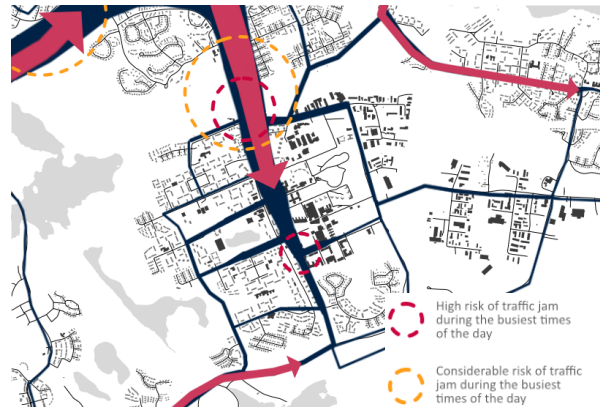 High risk of traffic jam
during the busiest times
of the day
Considerable risk of traffic
jam during the busiest
times of the day